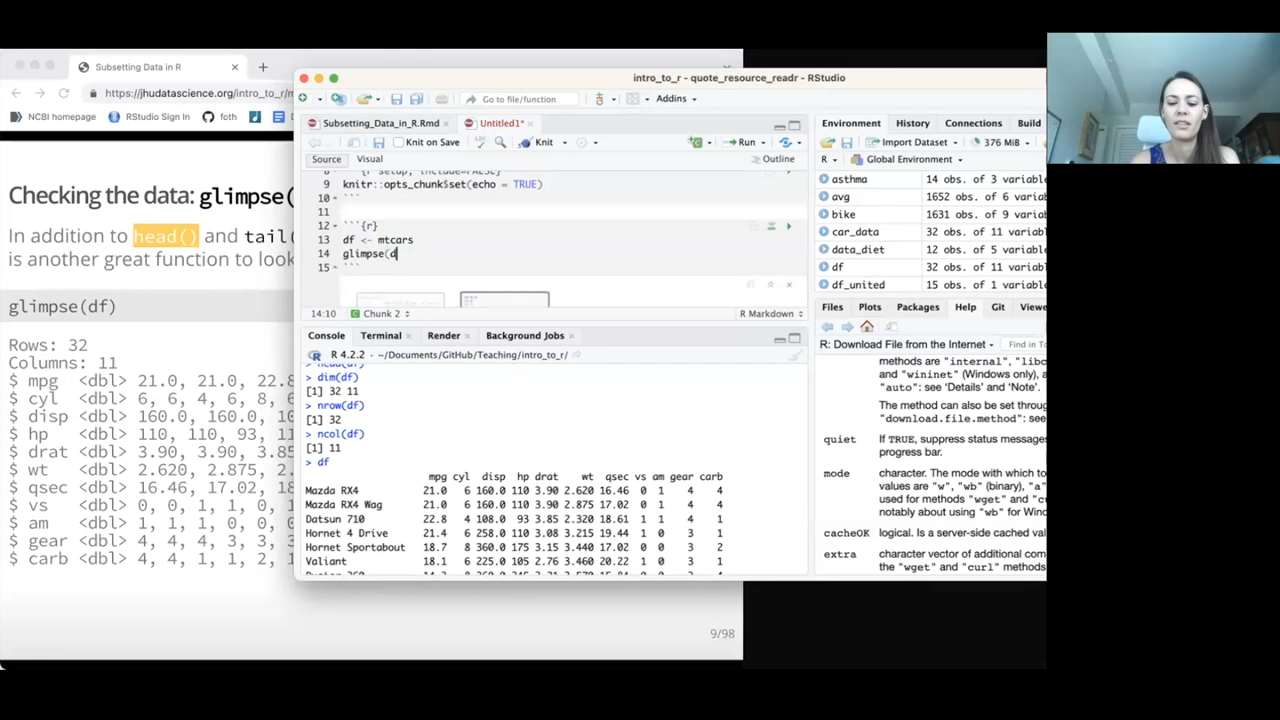 Subsetting Data in R
https://jhudatascience.org/intro_to_r/m
NCBI homepage
RStudio Sign In
foth
Checking the data: glimpse(
In addition to head() and tail(
is another great function to look
glimpse(df)
Rows: 32
Columns: 11
$ mpg <dbl> 21.0, 21.0, 22.8
$ cyl <dbl> 6, 6, 4, 6, 8, 6
$ disp <dbl> 160.0, 160.0, 10
$ hp <dbl> 110, 110, 93, 11
$ drat <dbl> 3.90, 3.90, 3.85
$ wt <dbl> 2.620, 2.875, 2
$ qsec <dbl> 16.46, 17.02, 18
$ vs <dbl> 0, 0, 1, 1, 0, 1
$ am <dbl> 1, 1, 1, 0, 0, 0
$ gear <dbl> 4, 4, 4, 3, 3, 3
$ carb <dbl> 4, 4, 1, 1, 2, 1
9/98
intro_to_r - quote_resource_readr - RStudio
Go to file/function
Addins
Subsetting_Data_in_R.Rmd
Untitled1*
Knit on Save
Knit
Run
Source Visual
Outline
9 knitr::opts_chunk$set(echo = TRUE)
10 ```
11
12 ```{r}
13 df <- mtcars
14 glimpse(d
15 ```
14:10 Chunk 2
R Markdown
Console Terminal Render Background Jobs
R 4.2.2 · ~/Documents/GitHub/Teaching/intro_to_r/
> dim(df)
[1] 32 11
> nrow(df)
[1] 32
> ncol(df)
[1] 11
> df
mpg cyl disp hp drat wt qsec vs am gear carb
Mazda RX4 21.0 6 160.0 110 3.90 2.620 16.46 0 1 4 4
Mazda RX4 Wag 21.0 6 160.0 110 3.90 2.875 17.02 0 1 4 4
Datsun 710 22.8 4 108.0 93 3.85 2.320 18.61 1 1 4 1
Hornet 4 Drive 21.4 6 258.0 110 3.08 3.215 19.44 1 0 3 1
Hornet Sportabout 18.7 8 360.0 175 3.15 3.440 17.02 0 0 3 2
Valiant 18.1 6 225.0 105 2.76 3.460 20.22 1 0 3 1
Environment History Connections Build
Import Dataset
376 MiB
R Global Environment
asthma 14 obs. of 3 variable
avg 1652 obs. of 6 variab
bike 1631 obs. of 9 variab
car_data 32 obs. of 11 variabl
data_diet 12 obs. of 5 variable
df 32 obs. of 11 variabl
df_united 15 obs. of 1 variable
Files Plots Packages Help Git Viewe
R: Download File from the Internet
Find in To
methods are "internal", "libc
and "wininet" (Windows only), a
"auto": see ‘Details’ and ‘Note’.
The method can also be set throu
"download.file.method": see
quiet If TRUE, suppress status messages
progress bar.
mode character. The mode with which to
values are "w", "wb" (binary), "a"
used for methods "wget" and "cu
notably about using "wb" for Wind
cacheOK logical. Is a server-side cached val
extra character vector of additional com
the "wget" and "curl" methods